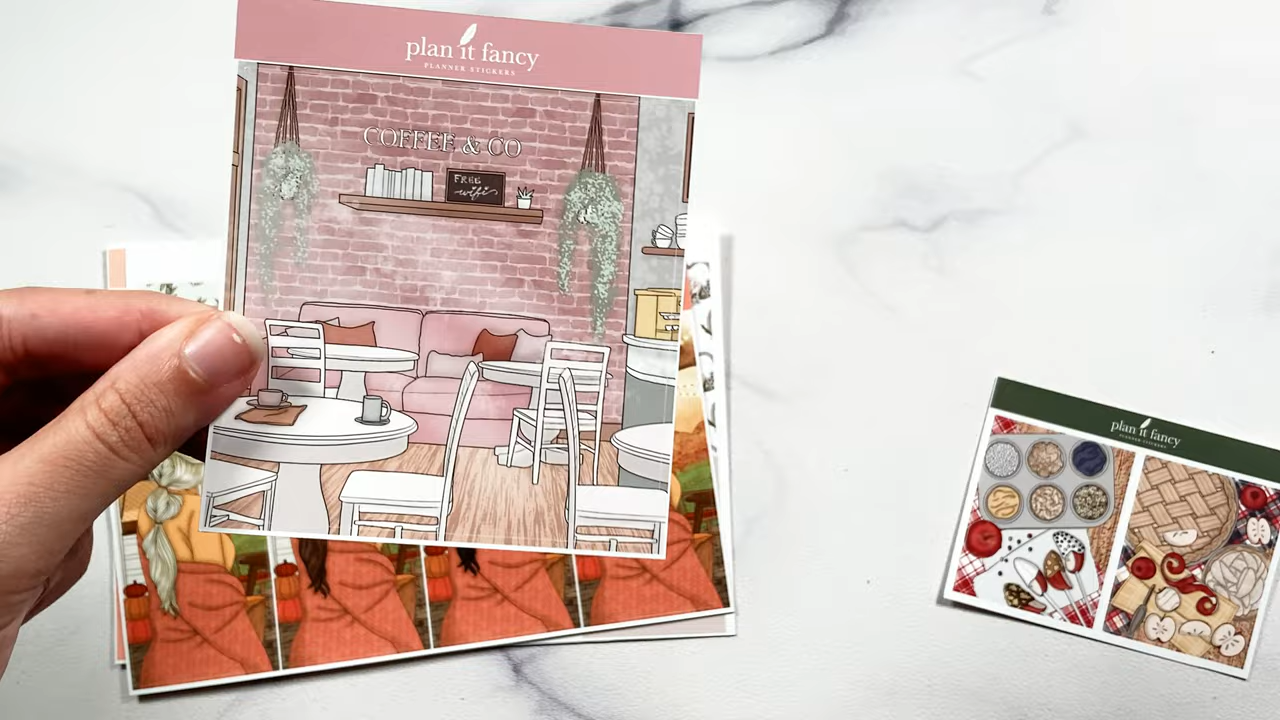 plan it fancy
PLANNER STICKERS
COFFEE & CO
FREE
wifi
plan it fancy
PLANNER STICKERS